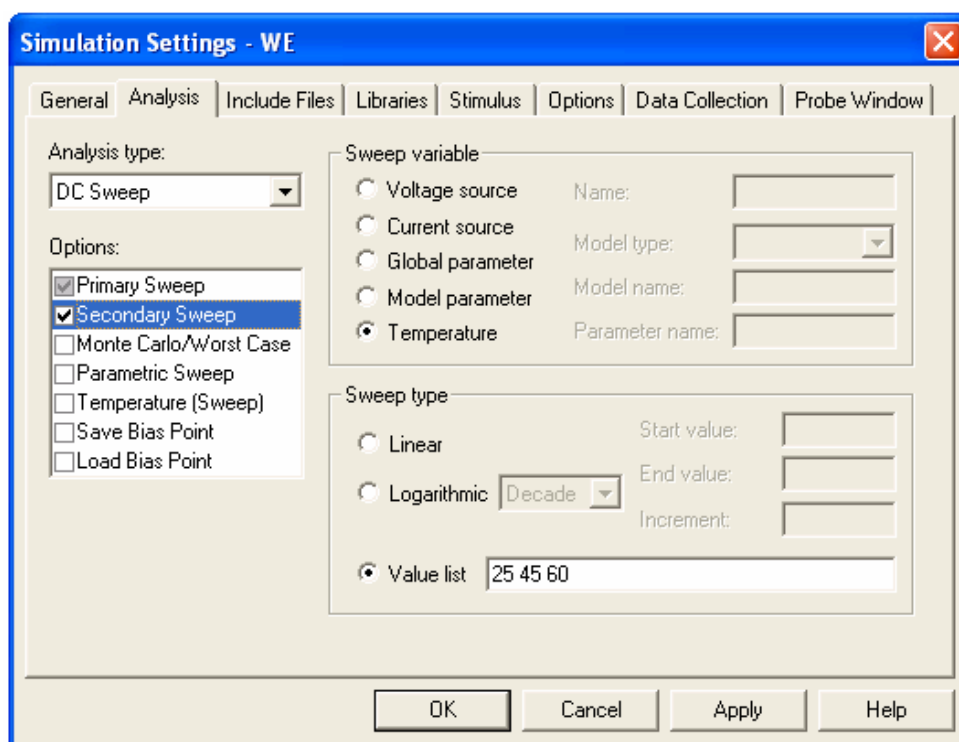 Simulation Settings - WE
General Analysis Include Files Libraries Stimulus Options Data Collection Probe Window
Analysis type:
DC Sweep
Options:
Primary Sweep
Secondary Sweep
Monte Carlo/Worst Case
Parametric Sweep
Temperature (Sweep)
Save Bias Point
Load Bias Point
Sweep variable
Voltage source
Current source
Global parameter
Model parameter
Temperature
Name:
Model type:
Model name:
Parameter name:
Sweep type
Linear
Logarithmic Decade
Start value:
End value:
Increment:
Value list 25 45 60
OK Cancel Apply Help